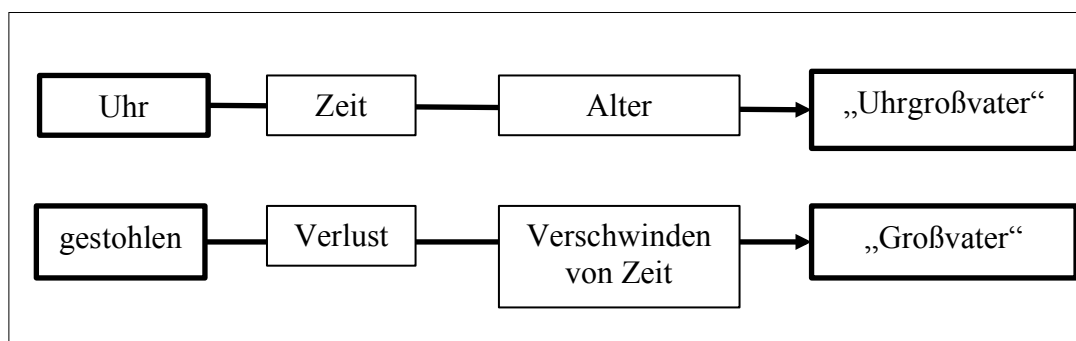 Uhr
Zeit
Alter
„Uhrgroßvater“
gestohlen
Verlust
Verschwinden
von Zeit
„Großvater“